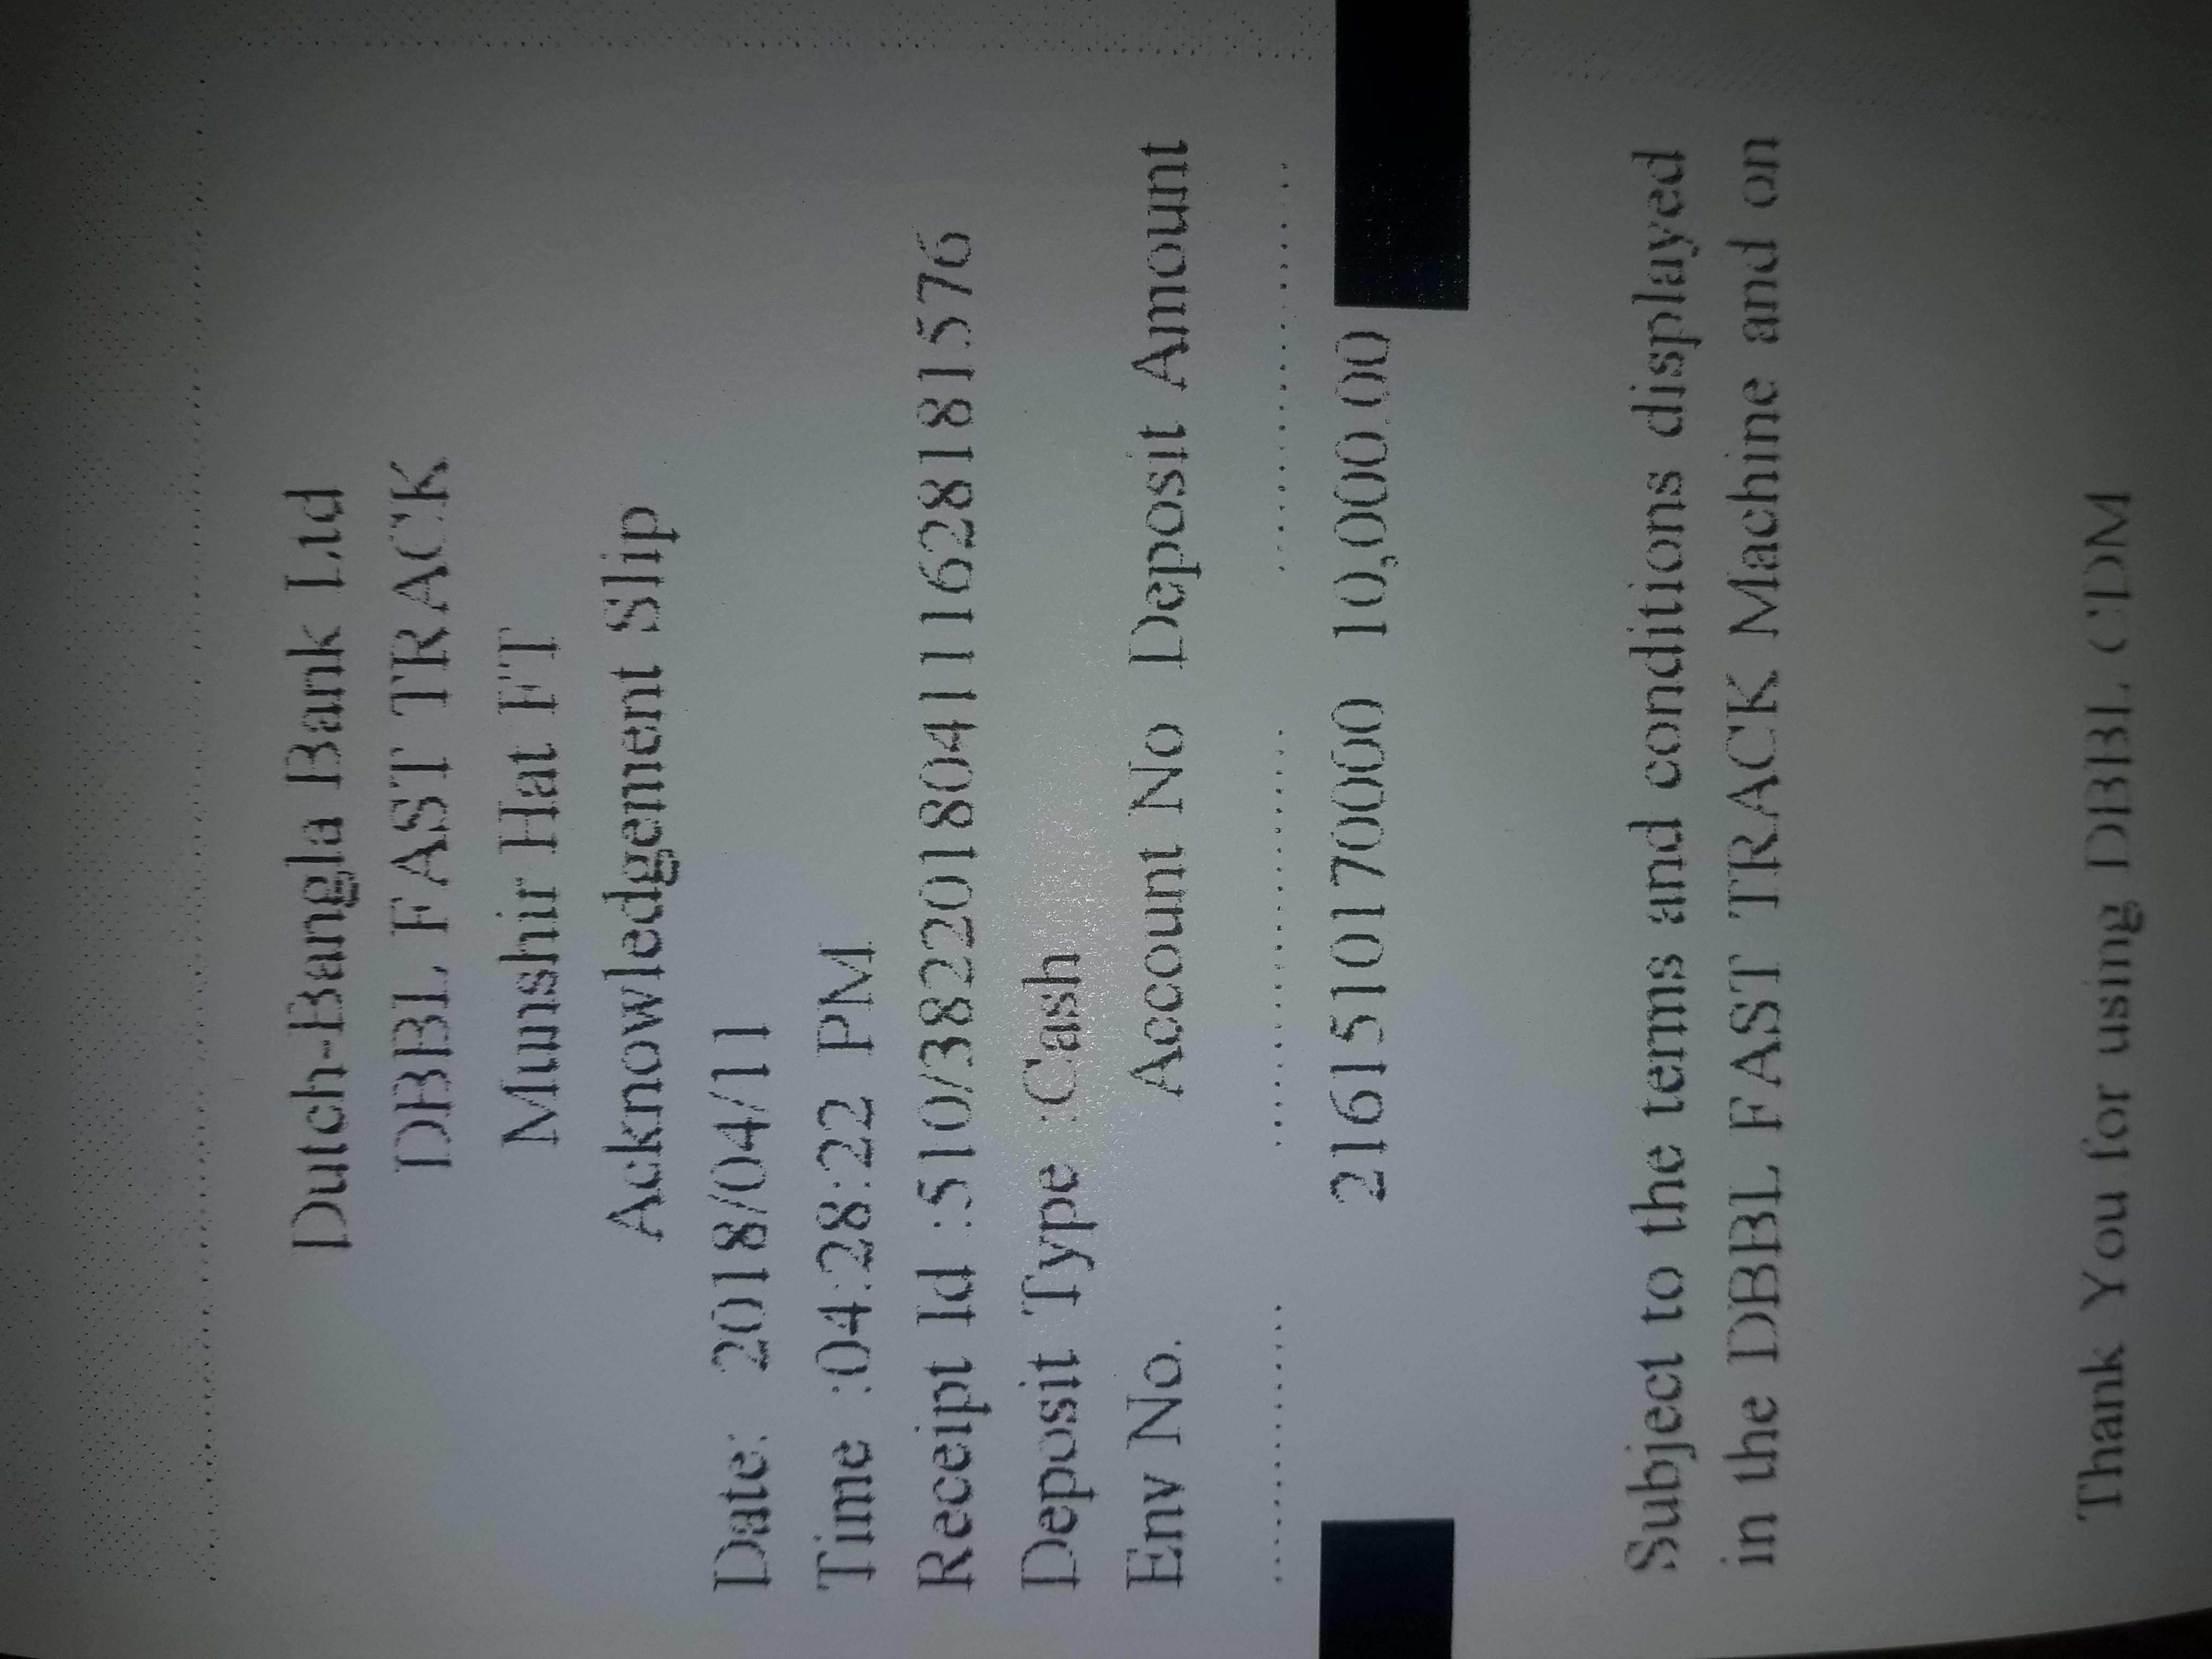 Dutch-Bangla Bank Ltd
DBBL FAST TRACK
Munshir Hat FT
Acknowledgement Slip
Date: 2018/04/11
Time :04:28:22 PM
Receipt Id :510/38220180411162818​1576
Deposit Type :Cash
Env No. Account No Deposit Amount
............... ....................... .......................
2161510170000 10,000.00
Subject to the terms and conditions displayed
in the DBBL FAST TRACK Machine and on
Thank You for using DBBL CDM